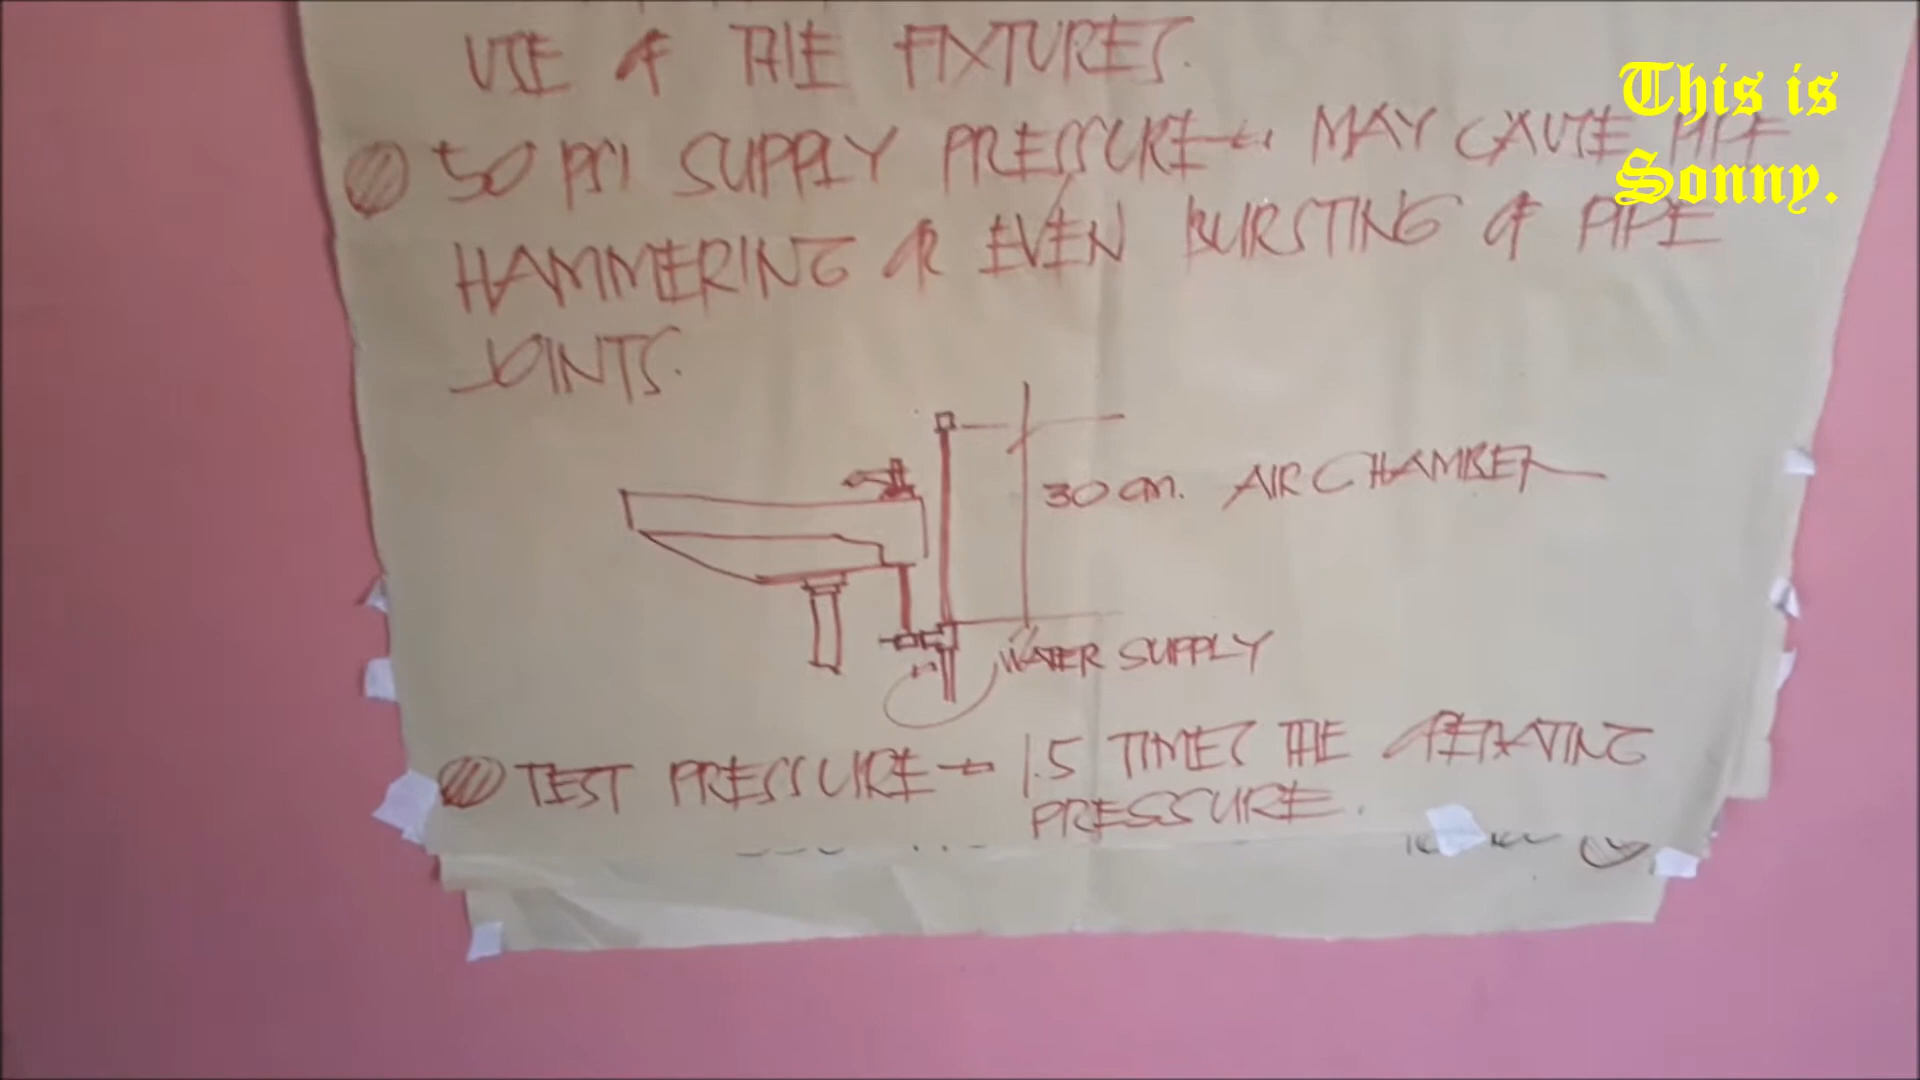 USE OF THE FIXTURES.
50 PSI SUPPLY PRESSURE → MAY CAUSE PIPE
HAMMERING OR EVEN BURSTING OF PIPE
JOINTS.
30 cm. AIR CHAMBER
WATER SUPPLY
TEST PRESSURE → 1.5 TIMES THE OPERATING
PRESSURE.
This is
Sonny.